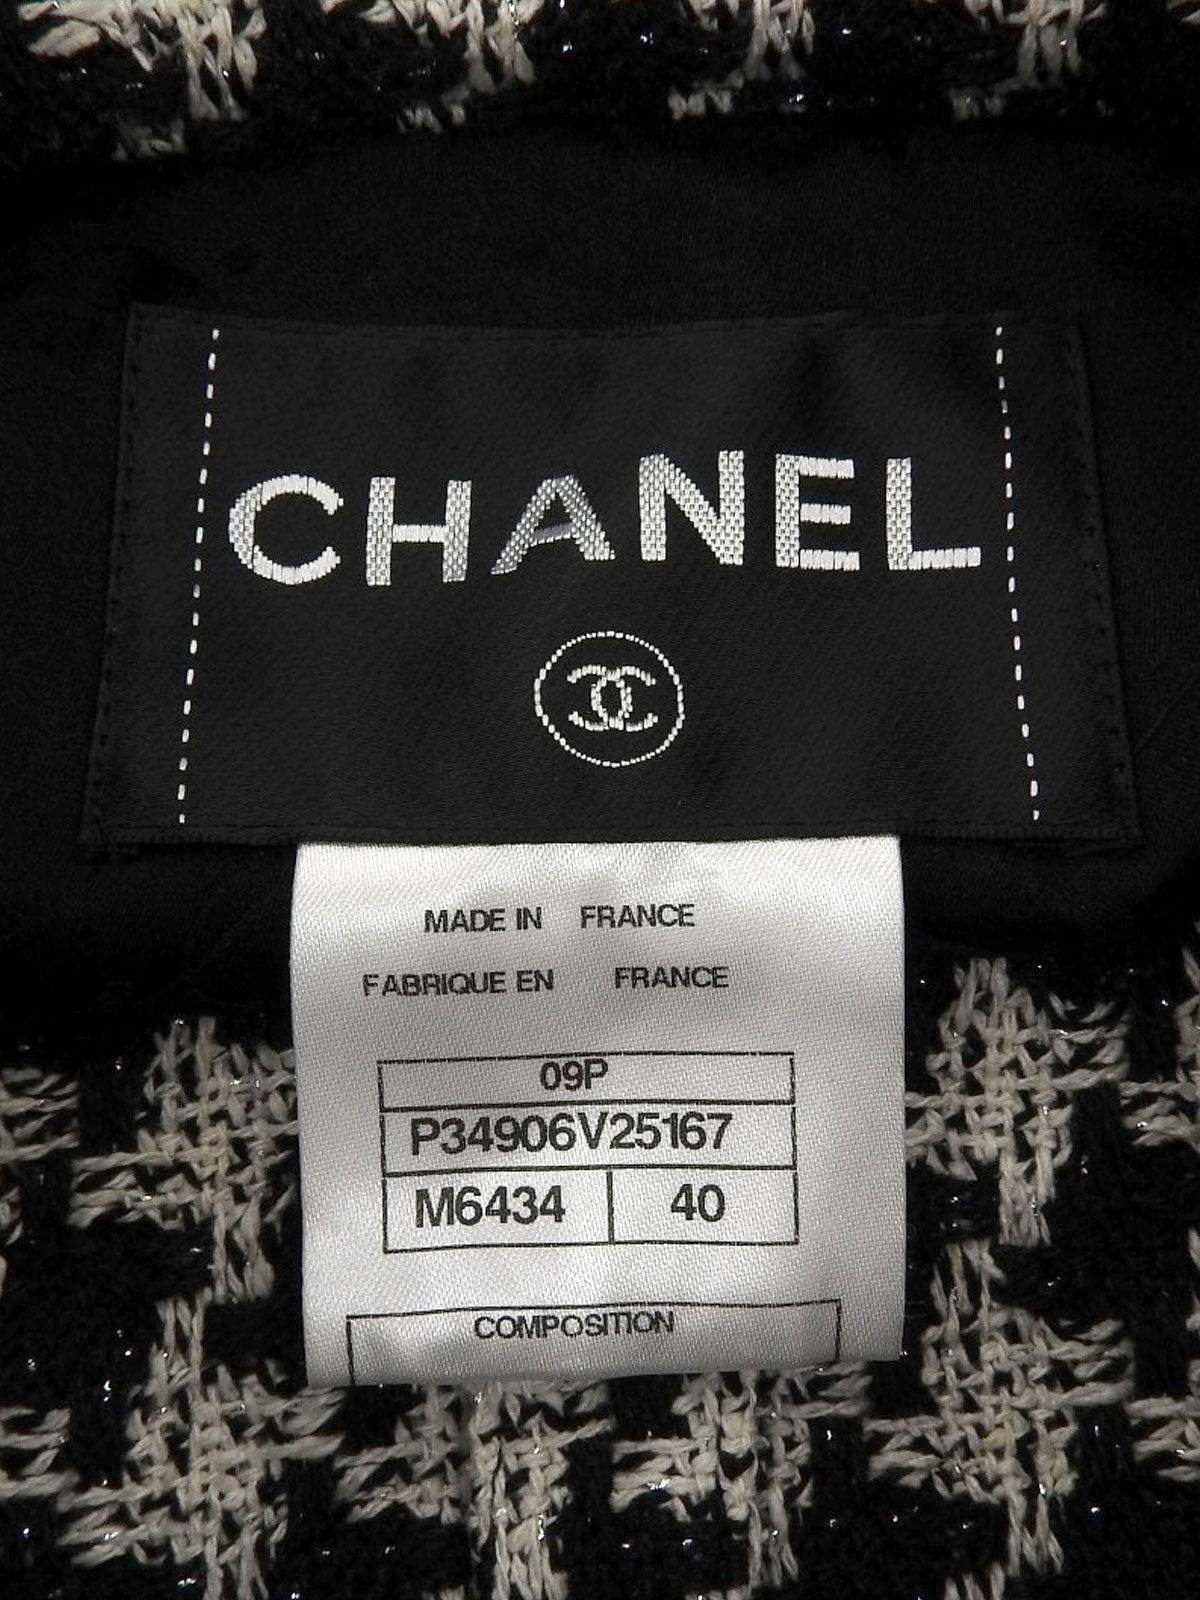 CHANEL
MADE IN FRANCE
FABRIQUE EN FRANCE
09P
P34906V25167
M6434 40
COMPOSITION